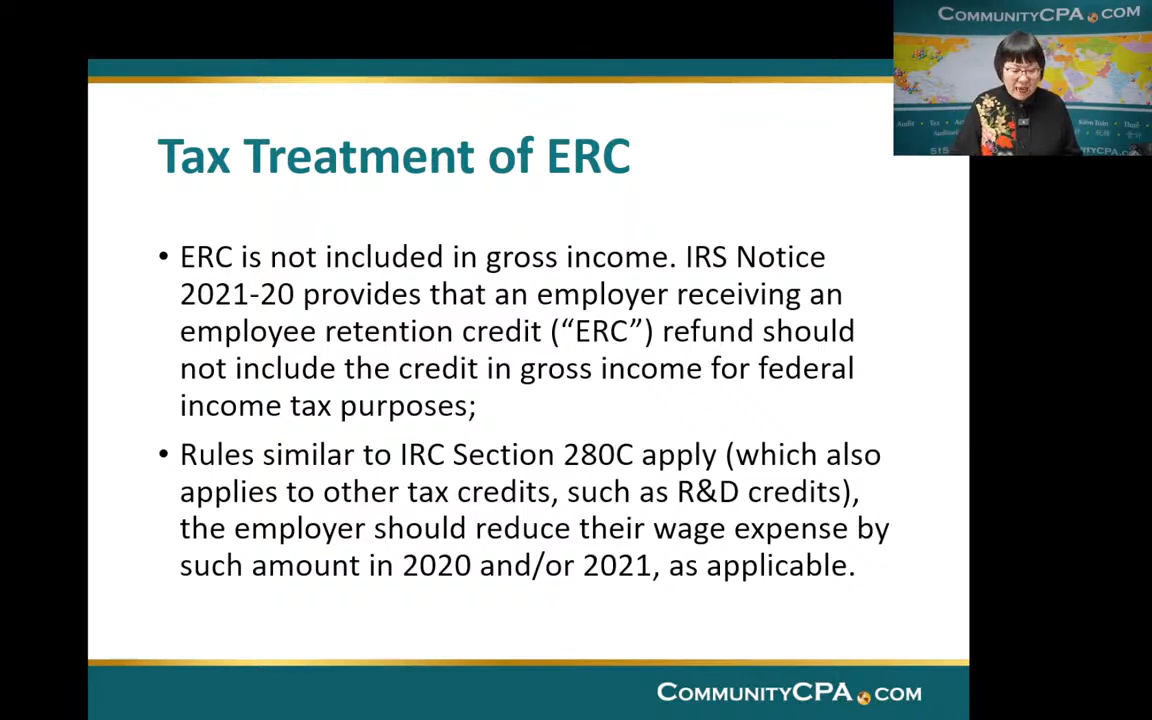 COMMUNITYCPA.COM
Tax Treatment of ERC
• ERC is not included in gross income. IRS Notice
2021-20 provides that an employer receiving an
employee retention credit (“ERC”) refund should
not include the credit in gross income for federal
income tax purposes;
• Rules similar to IRC Section 280C apply (which also
applies to other tax credits, such as R&D credits),
the employer should reduce their wage expense by
such amount in 2020 and/or 2021, as applicable.
COMMUNITYCPA.COM
Audit • Tax •